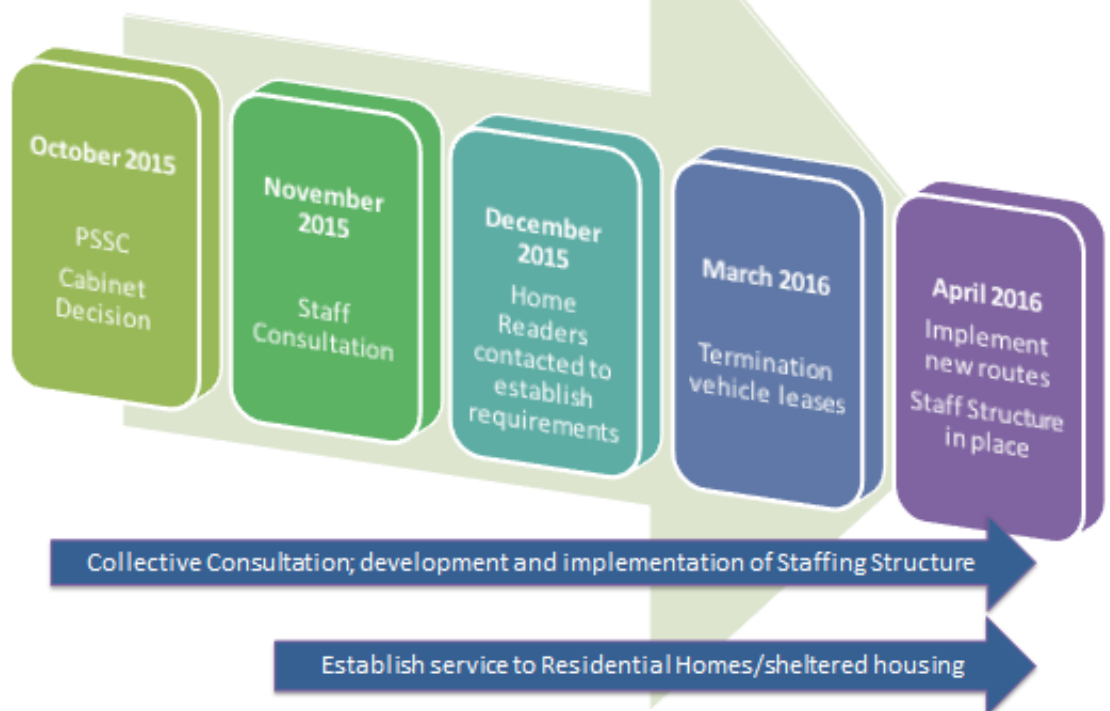 October 2015
PSSC
Cabinet
Decision
November
2015
Staff
Consultation
December
2015
Home
Readers
contacted to
establish
requirements
March 2016
Termination
vehicle leases
April 2016
Implement
new routes
Staff Structure
in place
Collective Consultation; development and implementation of Staffing Structure
Establish service to Residential Homes/sheltered housing